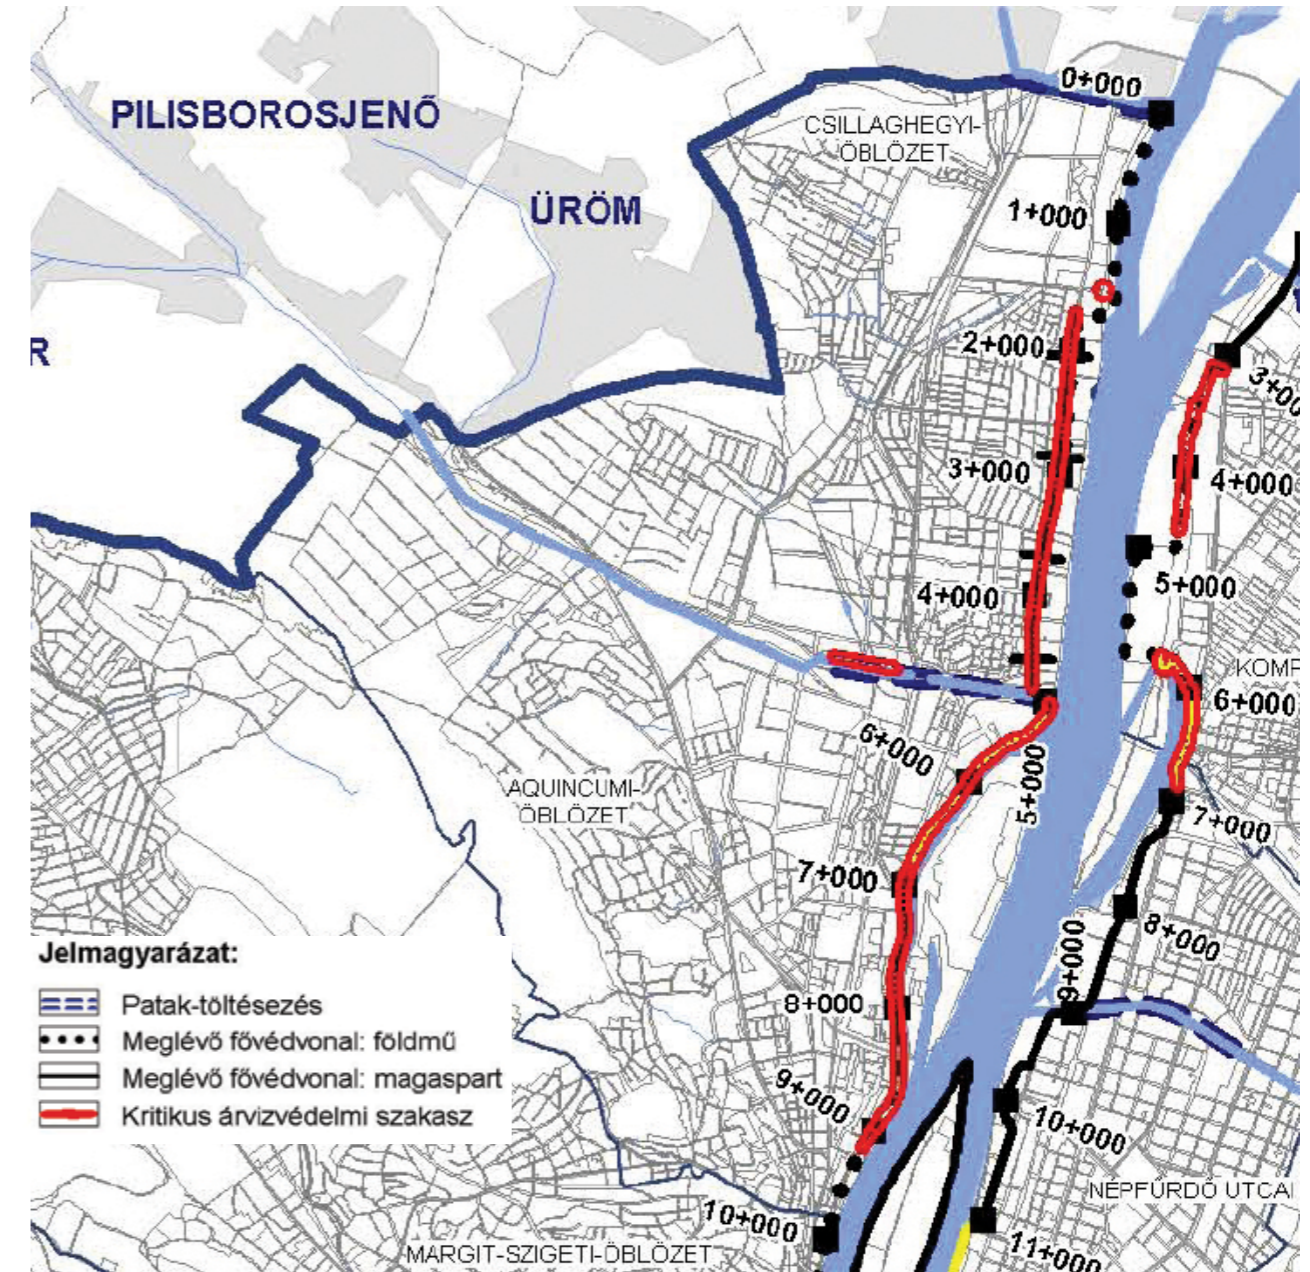 0+000
PILISBOROSJENŐ
CSILLAGHEGYI-
ÖBLÖZET
ÜRÖM
1+000
2+000
R
3+000
3+000
4+000
5+000
4+000
KOMP
6+000
6+000
5+000
AQUINCUMI-
ÖBLÖZET
7+000
7+000
8+000
9+000
8+000
9+000
10+000
NÉPFÜRDŐ UTCAI
10+000
11+000
MARGIT-SZIGETI-ÖBLÖZET
Jelmagyarázat:
Patak-töltésezés
Meglévő fővédvonal: földmű
Meglévő fővédvonal: magaspart
Kritikus árvizvédelmi szakasz